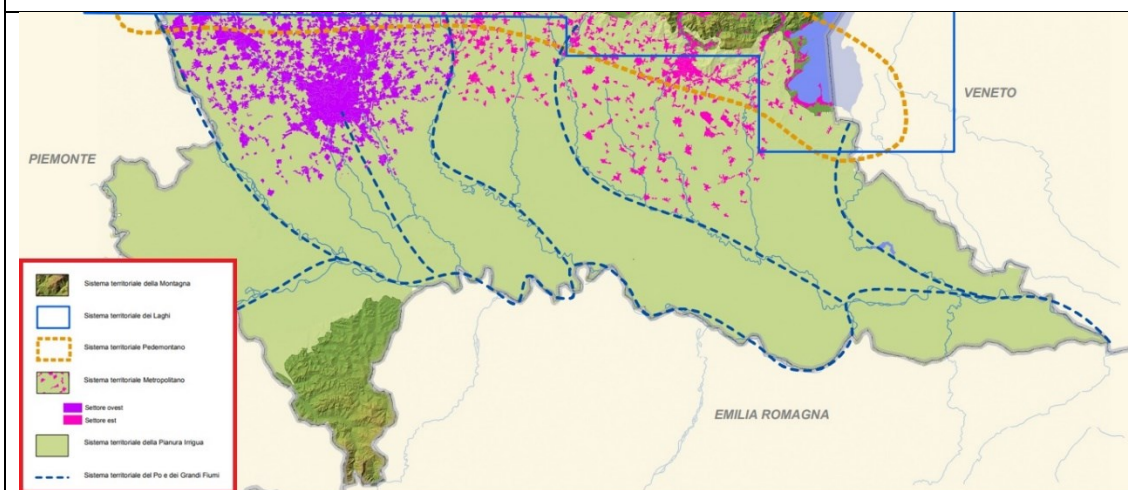 VENETO
PIEMONTE
EMILIA ROMAGNA
Sistema territoriale della Montagna
Sistema territoriale dei Laghi
Sistema territoriale Pedemontano
Sistema territoriale Metropolitano
Settore ovest
Settore est
Sistema territoriale della Pianura Irrigua
Sistema territoriale del Po e dei Grandi Fiumi